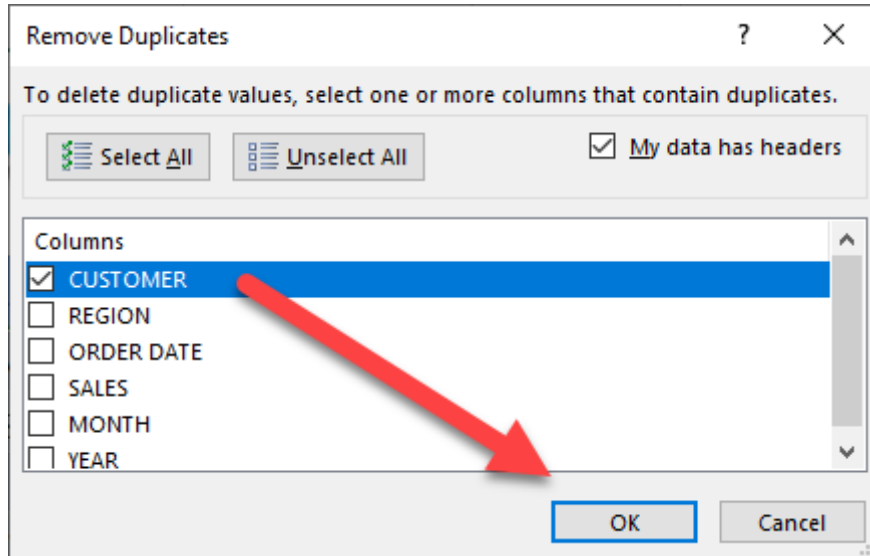 Remove Duplicates
To delete duplicate values, select one or more columns that contain duplicates.
Select All
Unselect All
My data has headers
Columns
CUSTOMER
REGION
ORDER DATE
SALES
MONTH
YEAR
OK
Cancel